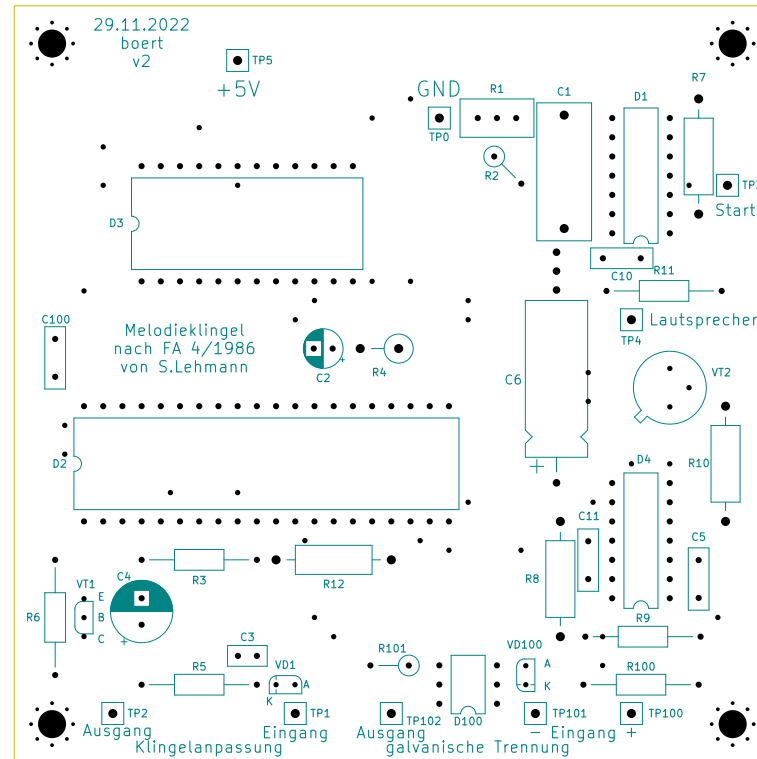 29.11.2022
boert
v2
TP5
+5V
GND
TP0
R1
C1
D1
R7
R2
TP3
Start
D3
C10
R11
C100
Melodieklingel
nach FA 4/1986
von S.Lehmann
C2
+
R4
TP4
Lautsprecher
C6
+
VT2
D2
D4
R10
C11
C5
R3
R12
R8
R6
VT1
E
B
C
C4
+
R9
C3
R5
VD1
K
A
R101
D100
VD100
A
K
R100
TP2
Ausgang
TP1
Eingang
Klingelanpassung
TP102
Ausgang
galvanische Trennung
TP101
TP100
- Eingang +